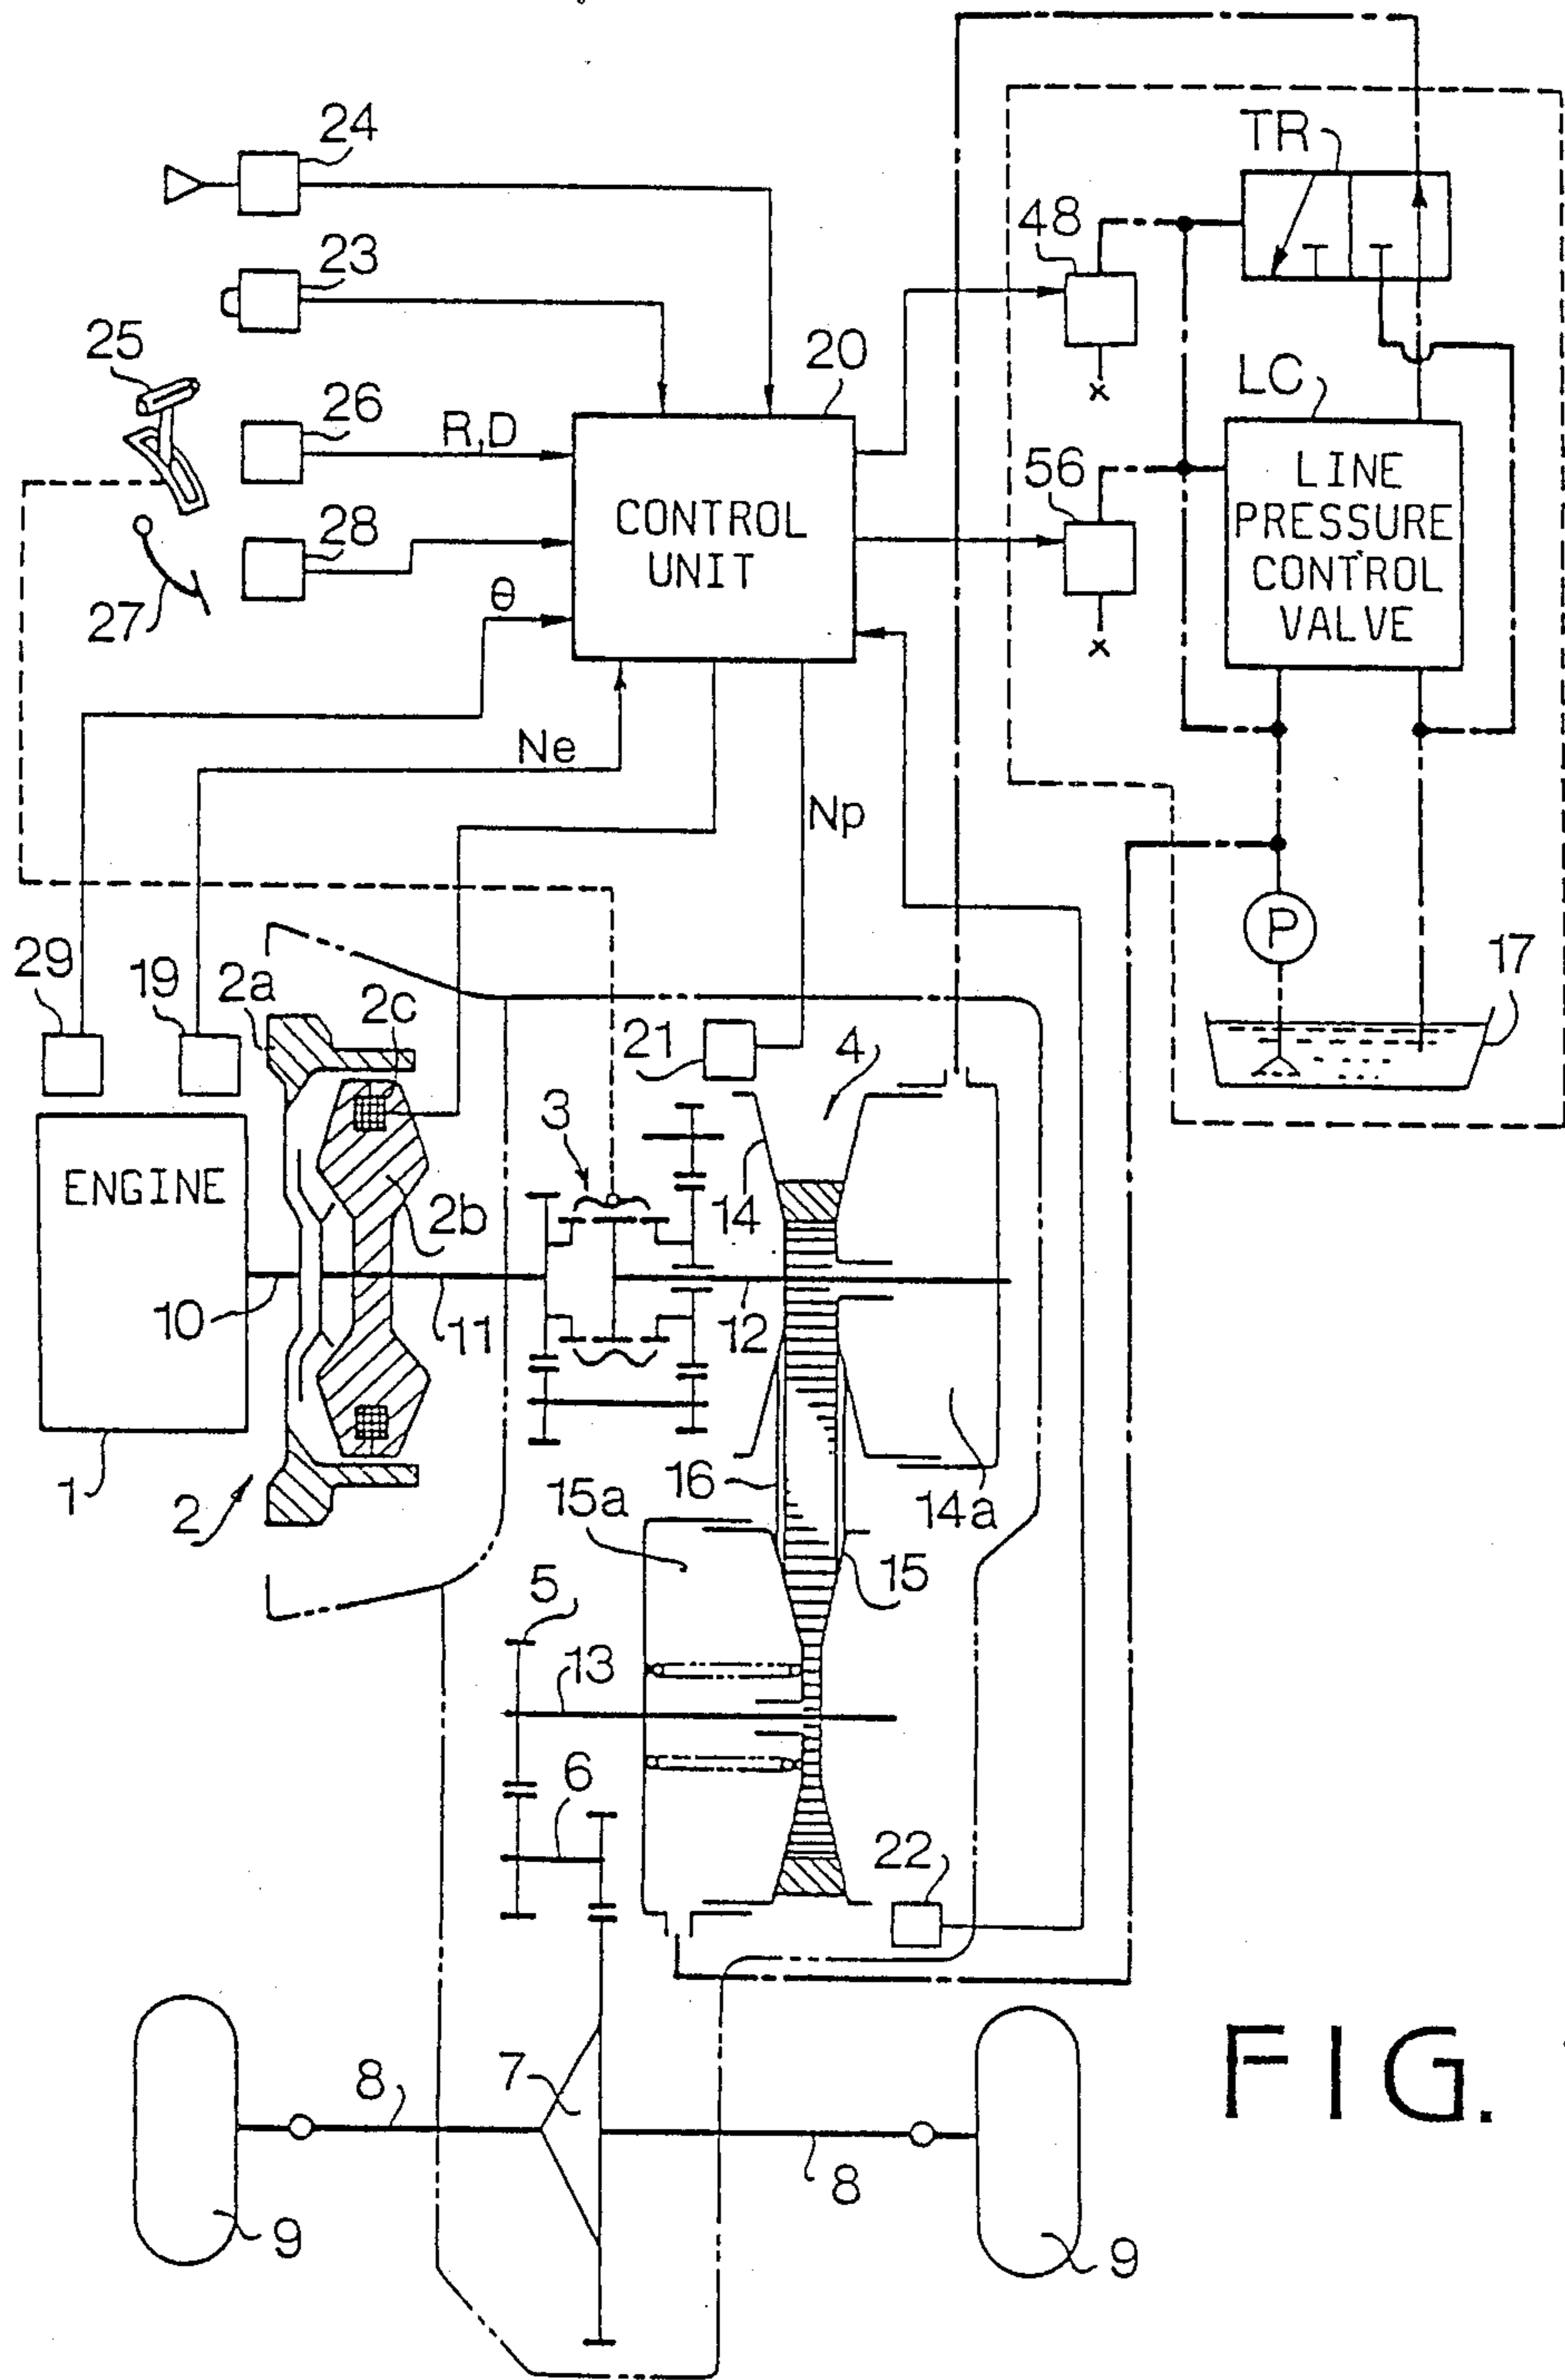 24
TR
23
48
25
20
LC
26
R,D
LINE
PRESSURE
CONTROL
VALVE
56
CONTROL
UNIT
28
θ
27
x
x
Ne
Np
P
17
29
19
2a
2c
21
4
3
ENGINE
14
2b
10
11
12
1
2
16
14a
15a
15
5
13
6
22
7
8
8
9
9
FIG.